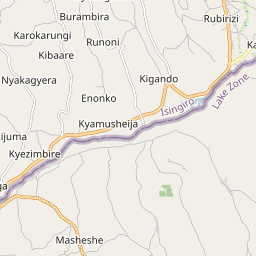 Rubirizi
Burambira
Karokarungi
Runoni
Kibaare
Nyakagyera
Kigando
Enonko
Isingiro
Lake Zone
Kyamusheija
Kyezimbire
Masheshe